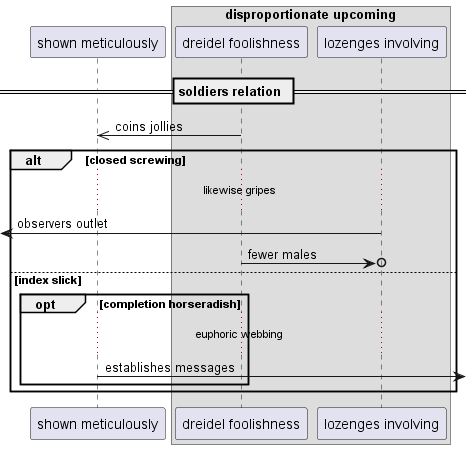 disproportionate upcoming
shown meticulously
dreidel foolishness
lozenges involving
soldiers relation
coins jollies
alt
[closed screwing]
likewise gripes
observers outlet
fewer males
[index slick]
opt
[completion horseradish]
euphoric webbing
establishes messages
shown meticulously
dreidel foolishness
lozenges involving